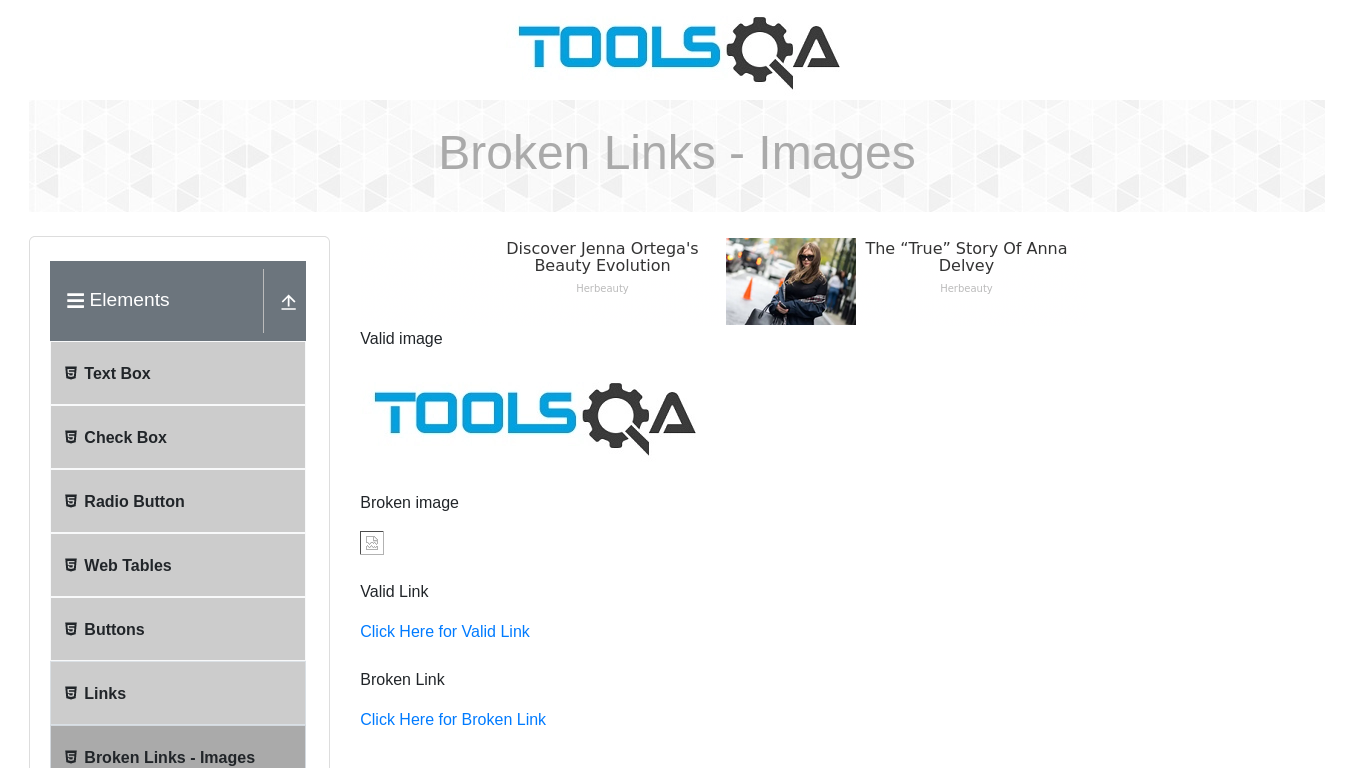 TOOLSQA
Broken Links - Images
Elements
Text Box
Check Box
Radio Button
Web Tables
Buttons
Links
Broken Links - Images
Discover Jenna Ortega's
Beauty Evolution
Herbeauty
The “True” Story Of Anna
Delvey
Herbeauty
Valid image
TOOLSQA
Broken image
Valid Link
Click Here for Valid Link
Broken Link
Click Here for Broken Link